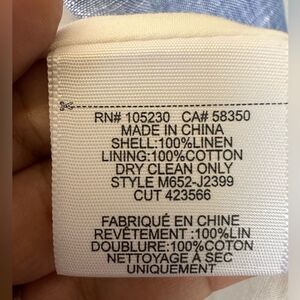 RN# 105230 CA# 58350
MADE IN CHINA
SHELL:100%LINEN
LINING:100%COTTON
DRY CLEAN ONLY
STYLE M652-J2399
CUT 423566
FABRIQUÉ EN CHINE
REVÊTEMENT :100%LIN
DOUBLURE:100%COTON
NETTOYAGE À SEC
UNIQUEMENT